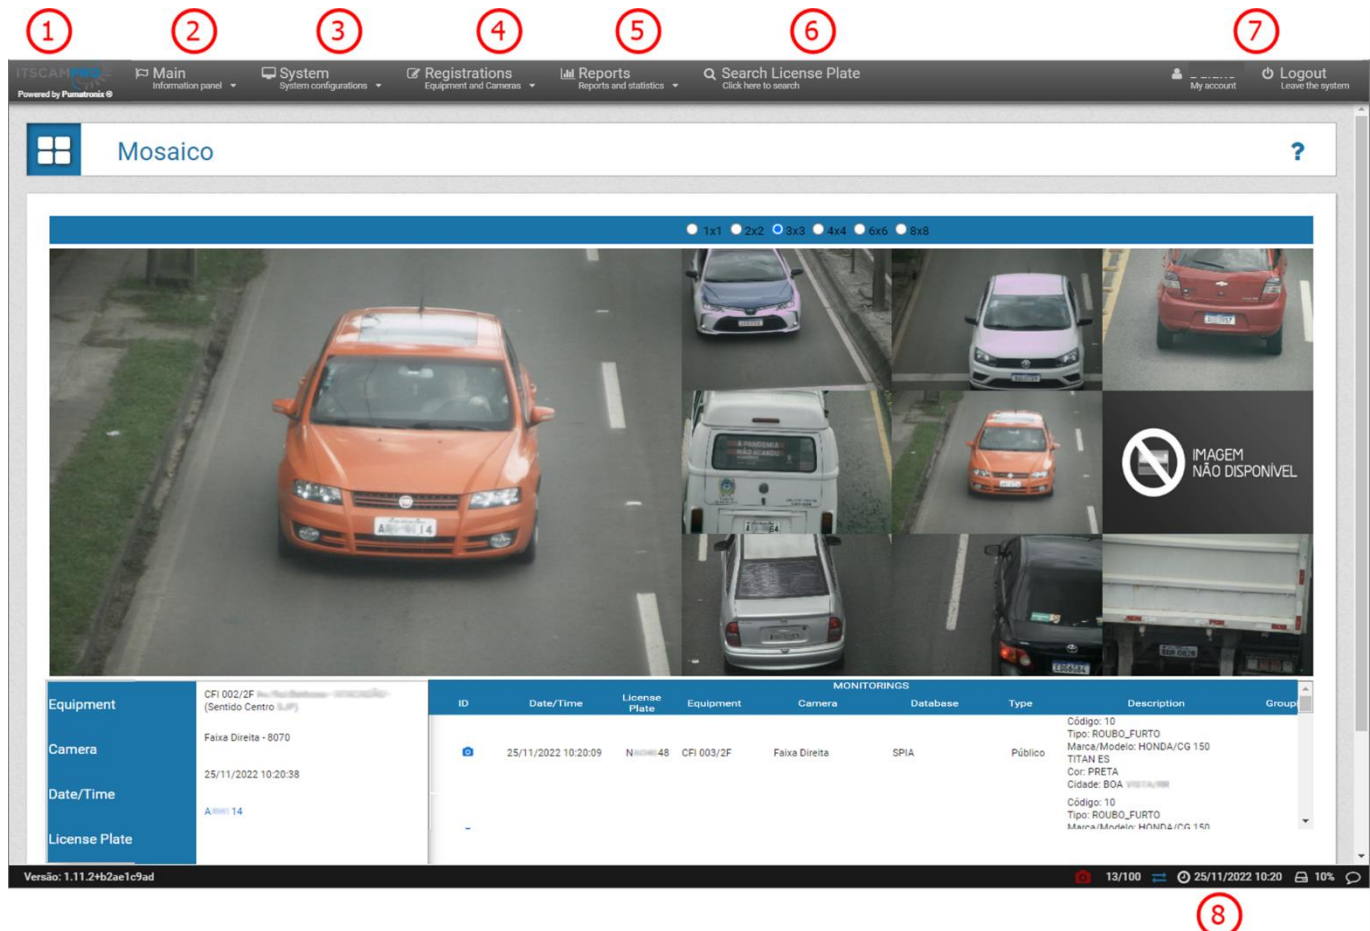 1
2
3
4
5
6
7
ITSCAMPRO
Powered by Pumatronix ®
Main
Information panel
System
System configurations
Registrations
Equipment and Cameras
Reports
Reports and statistics
Search License Plate
Click here to search
My account
Logout
Leave the system
Mosaico
?
1x1 2x2 3x3 4x4 6x6 8x8
A PANDEMIA
NÃO ACABOU
IMAGEM
NÃO DISPONÍVEL
A 14
64
MONITORINGS
ID Date/Time License Plate Equipment Camera Database Type Description Group
Equipment
CFI 002/2F
(Sentido Centro
Camera
Faixa Direita - 8070
Date/Time
25/11/2022 10:20:38
License Plate
A 14
25/11/2022 10:20:09 N 48 CFI 003/2F Faixa Direita SPIA Público
Código: 10
Tipo: ROUBO_FURTO
Marca/Modelo: HONDA/CG 150
TITAN ES
Cor: PRETA
Cidade: BOA
Código: 10
Tipo: ROUBO_FURTO
Marca/Modelo: HONDA/CG 150
Versão: 1.11.2+b2ae1c9ad
13/100 25/11/2022 10:20 10%
8